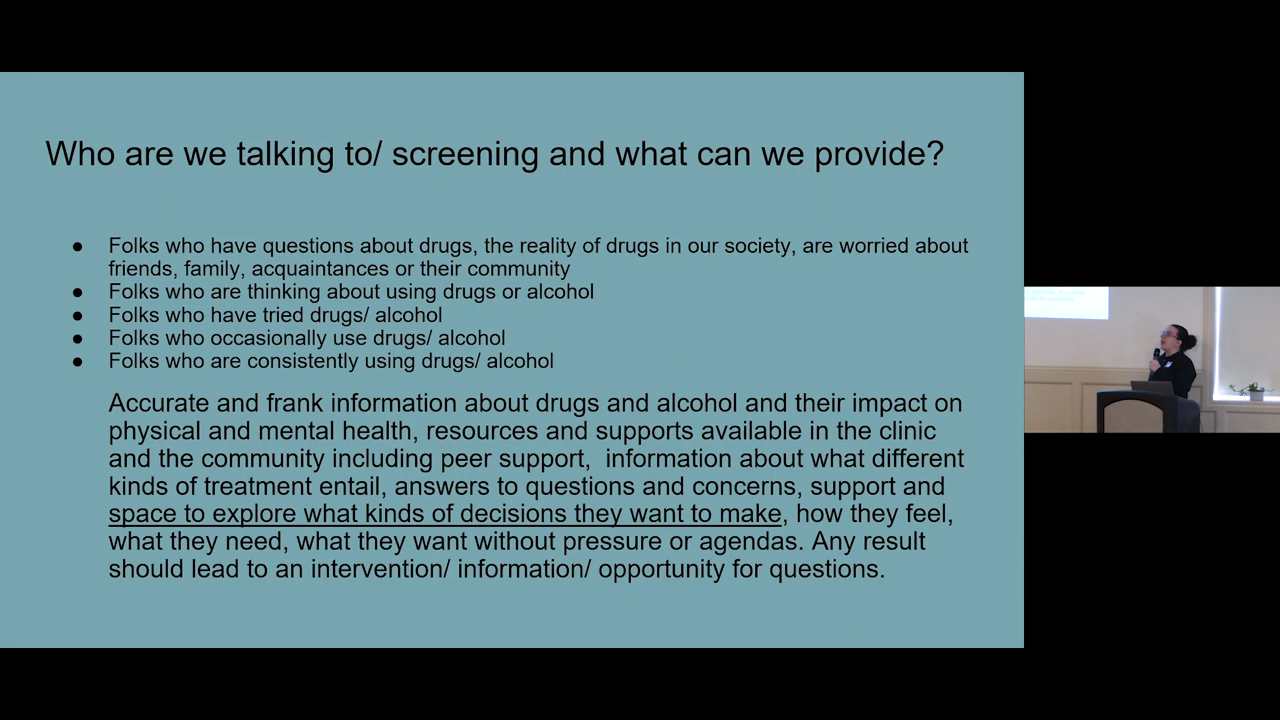 Who are we talking to/ screening and what can we provide?
● Folks who have questions about drugs, the reality of drugs in our society, are worried about
friends, family, acquaintances or their community
● Folks who are thinking about using drugs or alcohol
● Folks who have tried drugs/ alcohol
● Folks who occasionally use drugs/ alcohol
● Folks who are consistently using drugs/ alcohol
Accurate and frank information about drugs and alcohol and their impact on
physical and mental health, resources and supports available in the clinic
and the community including peer support,  information about what different
kinds of treatment entail, answers to questions and concerns, support and
space to explore what kinds of decisions they want to make, how they feel,
what they need, what they want without pressure or agendas. Any result
should lead to an intervention/ information/ opportunity for questions.